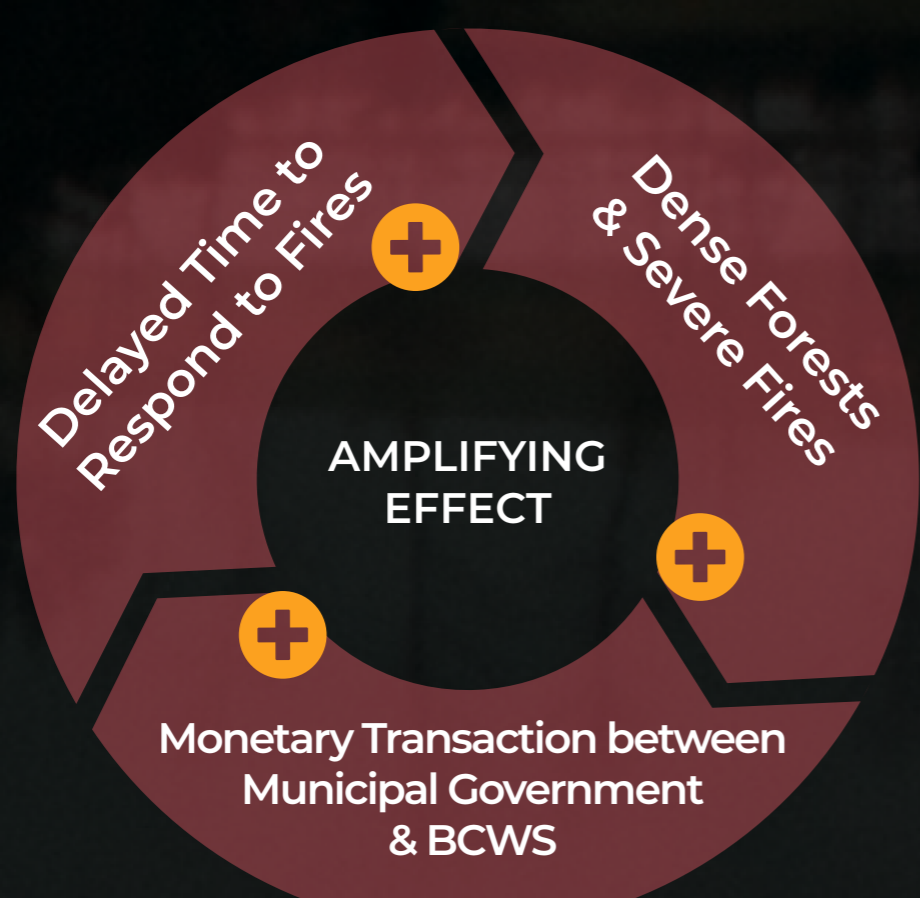 Delayed Time to
Respond to Fires
Dense Forests
& Severe Fires
AMPLIFYING
EFFECT
Monetary Transaction between
Municipal Government
& BCWS